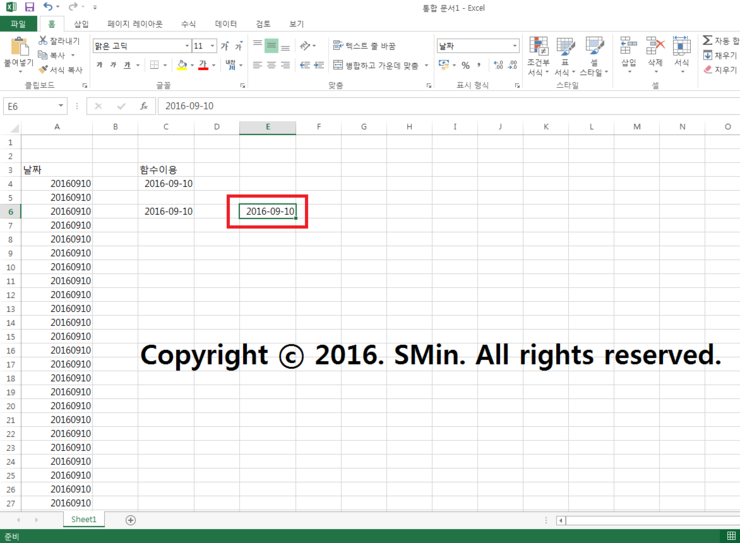 통합 문서1 - Excel
파일 홈 삽입 페이지 레이아웃 수식 데이터 검토 보기
잘라내기 맑은 고딕 11 가 가 텍스트 줄 바꿈 날짜 자동 합
붙여넣기 복사 조건부 표 셀 삽입 삭제 서식 채우기
서식 복사 가 가 가 가 내천 병합하고 가운데 맞춤 % , 서식 서식 스타일 지우기
클립보드 글꼴 맞춤 표시 형식 스타일 셀
E6 fx 2016-09-10
A B C D E F G H I J K L M N O
1
2
3 날짜 함수이용
4 20160910 2016-09-10
5 20160910
6 20160910 2016-09-10 2016-09-10
7 20160910
8 20160910
9 20160910
10 20160910
11 20160910
12 20160910
13 20160910
14 20160910
15 20160910
16 20160910
Copyright ⓒ 2016. SMin. All rights reserved.
17 20160910
18 20160910
19 20160910
20 20160910
21 20160910
22 20160910
23 20160910
24 20160910
25 20160910
26 20160910
27 20160910
Sheet1
준비